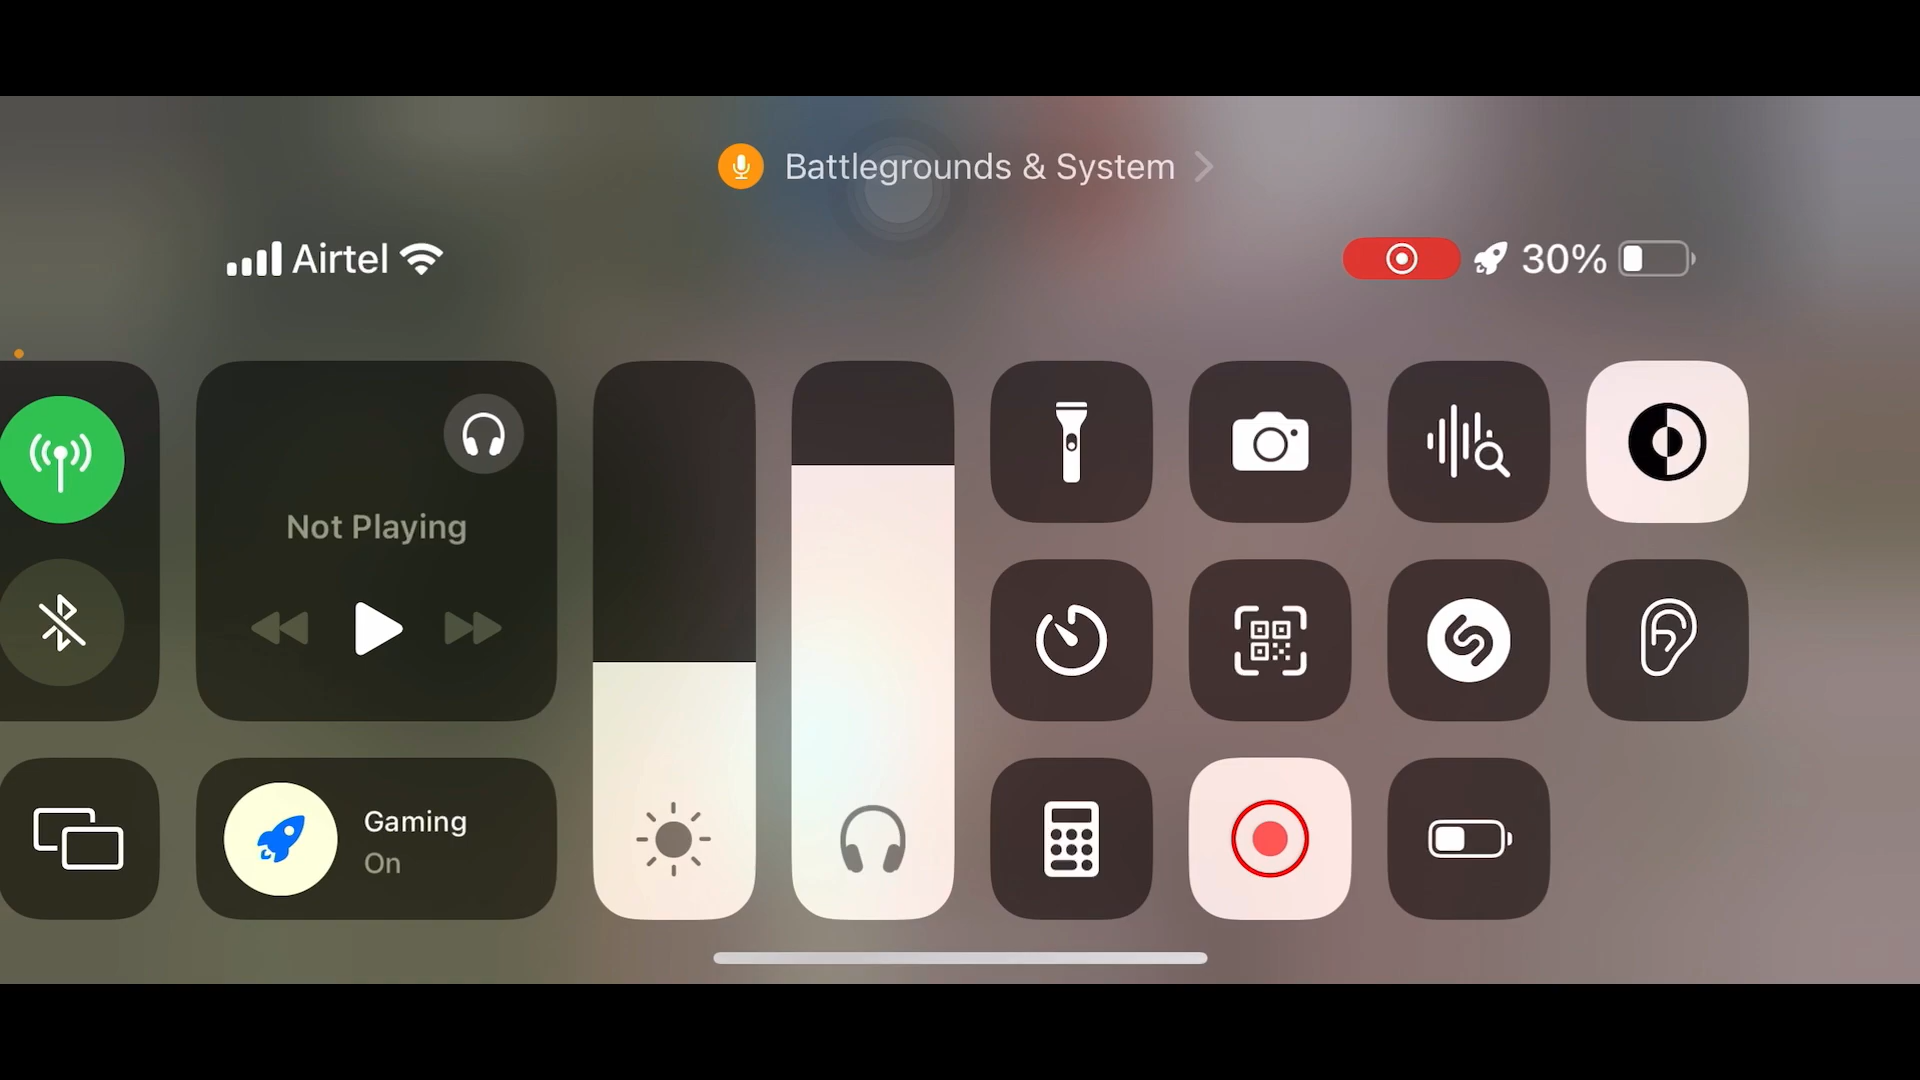 Battlegrounds & System
Airtel
30%
Not Playing
Gaming
On